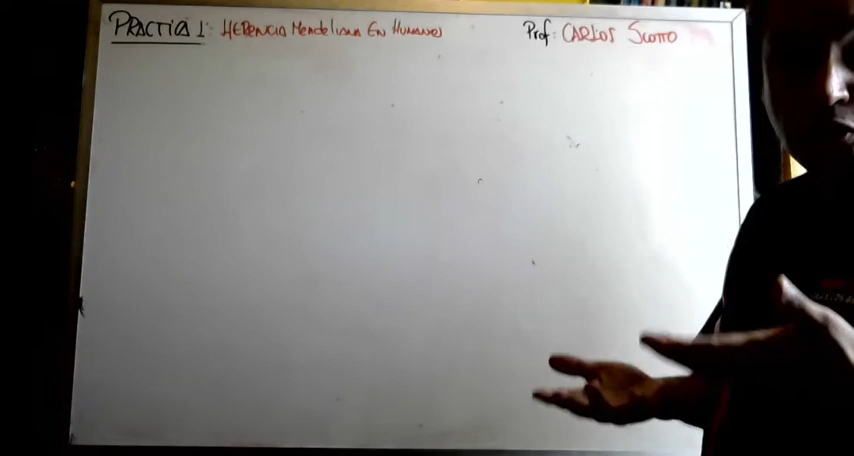 PRACTICA 1: HERENCIA Mendeliana En Humanos
Prof: CARLOS SCOTTO